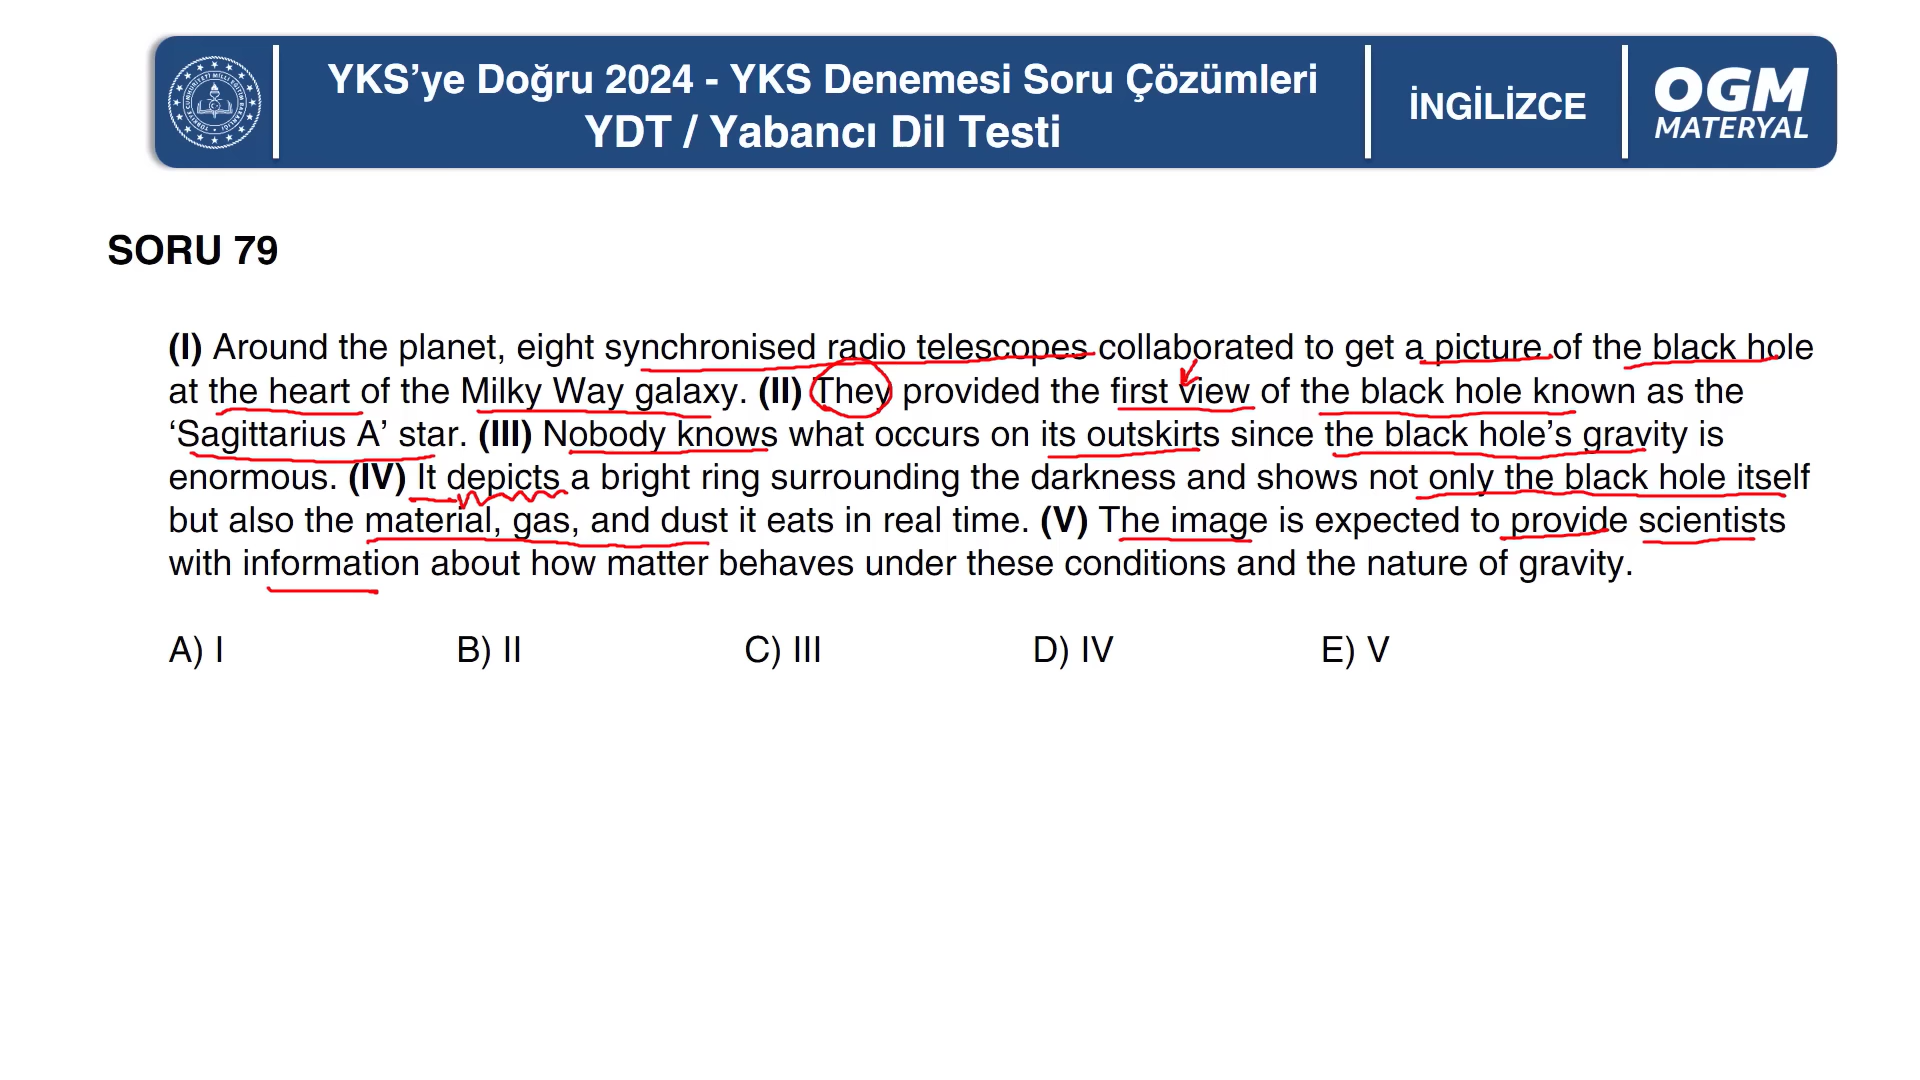 YKS’ye Doğru 2024 - YKS Denemesi Soru Çözümleri
YDT / Yabancı Dil Testi
İNGİLİZCE
OGM
MATERYAL
SORU 79
(I) Around the planet, eight synchronised radio telescopes collaborated to get a picture of the black hole
at the heart of the Milky Way galaxy. (II) They provided the first view of the black hole known as the
‘Sagittarius A’ star. (III) Nobody knows what occurs on its outskirts since the black hole’s gravity is
enormous. (IV) It depicts a bright ring surrounding the darkness and shows not only the black hole itself
but also the material, gas, and dust it eats in real time. (V) The image is expected to provide scientists
with information about how matter behaves under these conditions and the nature of gravity.
A) I B) II C) III D) IV E) V